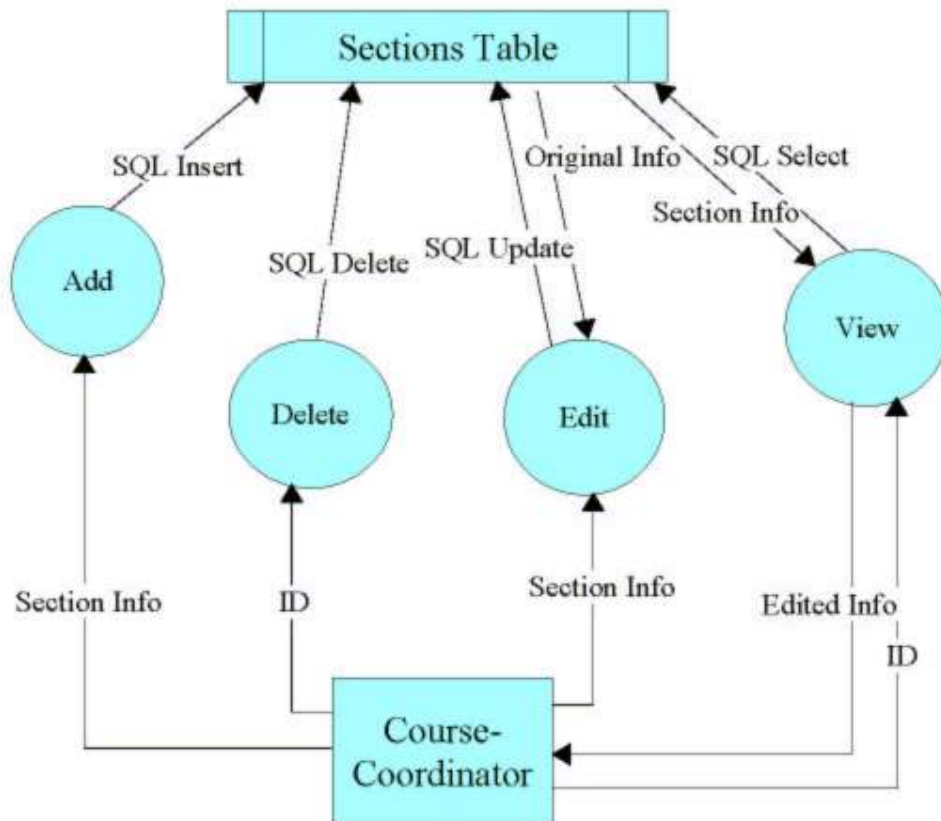 Sections Table
Original Info
SQL Select
SQL Insert
Section Info
SQL Delete
SQL Update
Add
View
Delete
Edit
Section Info
ID
Section Info
Edited Info
ID
Course-
Coordinator